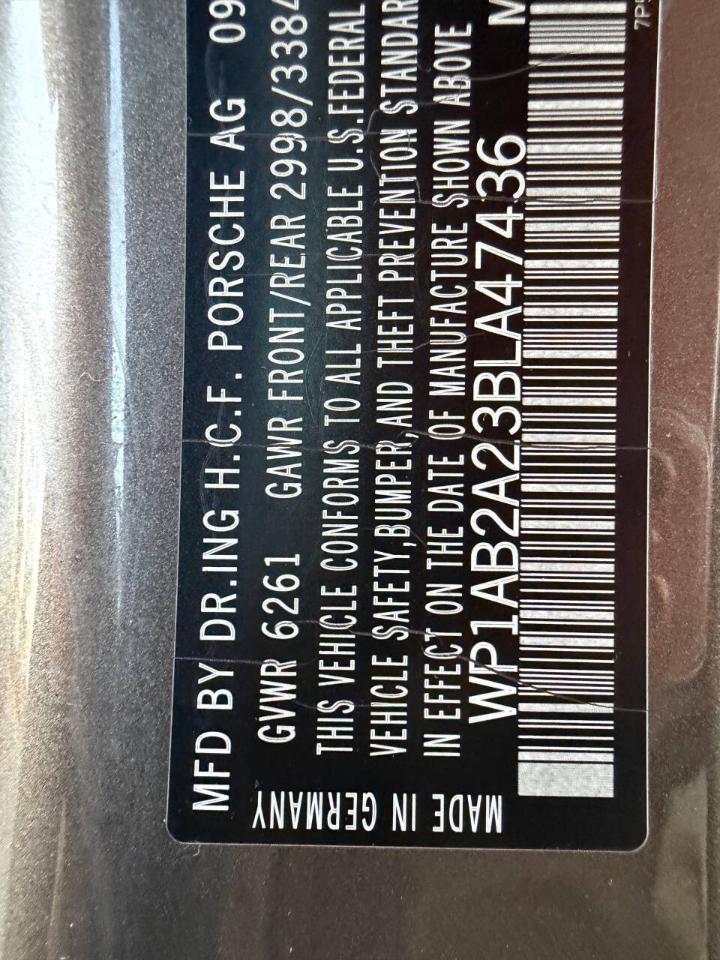 MFD BY DR.ING H.C.F. PORSCHE AG 09
GVWR 6261 GAWR FRONT/REAR 2998/3384
THIS VEHICLE CONFORMS TO ALL APPLICABLE U.S.FEDERAL
VEHICLE SAFETY,BUMPER,AND THEFT PREVENTION STANDAR
IN EFFECT ON THE DATE OF MANUFACTURE SHOWN ABOVE
WP1AB2A23BLA47436 M
7P5
MADE IN GERMANY